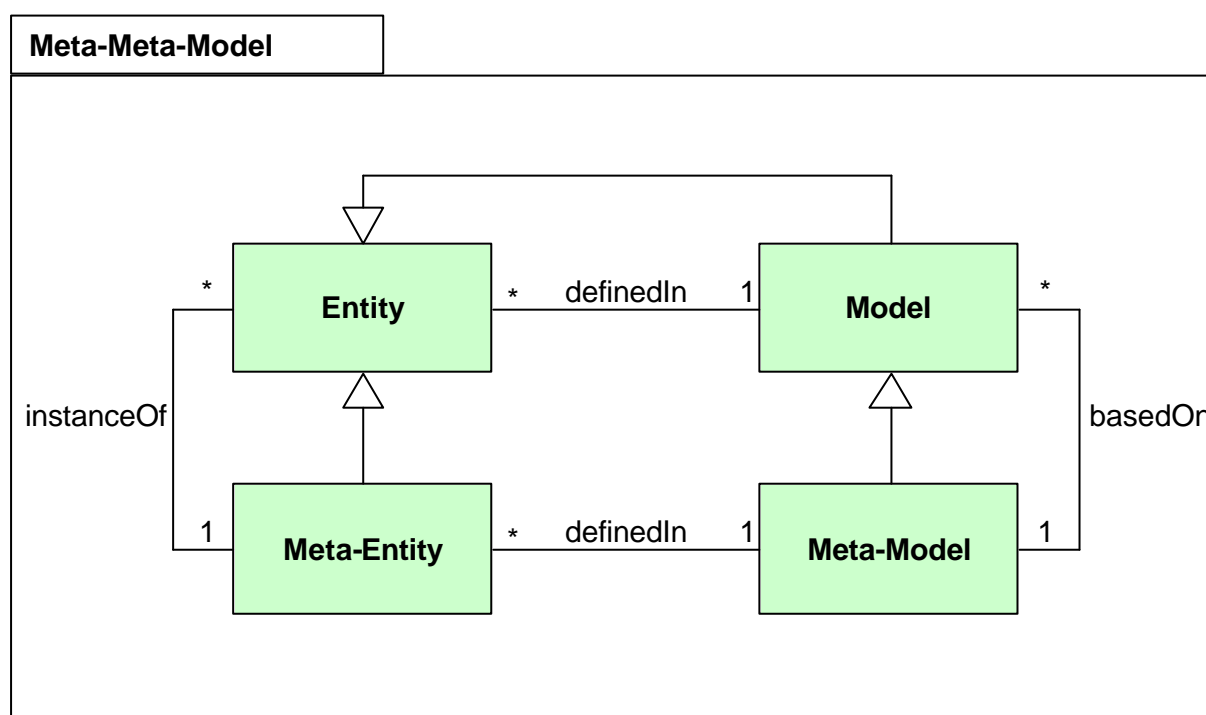 Meta-Meta-Model
* definedIn 1 *
Entity Model
instanceOf basedOn
1 * definedIn 1 1
Meta-Entity Meta-Model